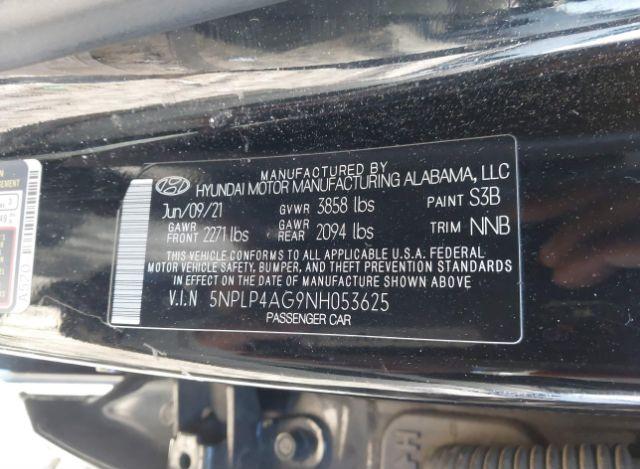 MANUFACTURED BY
HYUNDAI MOTOR MANUFACTURING ALABAMA, LLC
Jun/09/21 GVWR 3858 lbs PAINT S3B
GAWR FRONT 2271 lbs GAWR REAR 2094 lbs TRIM NNB
THIS VEHICLE CONFORMS TO ALL APPLICABLE U.S.A. FEDERAL
MOTOR VEHICLE SAFETY, BUMPER, AND THEFT PREVENTION STANDARDS
IN EFFECT ON THE DATE OF MANUFACTURE SHOWN ABOVE.
V.I.N 5NPLP4AG9NH053625
PASSENGER CAR
A520